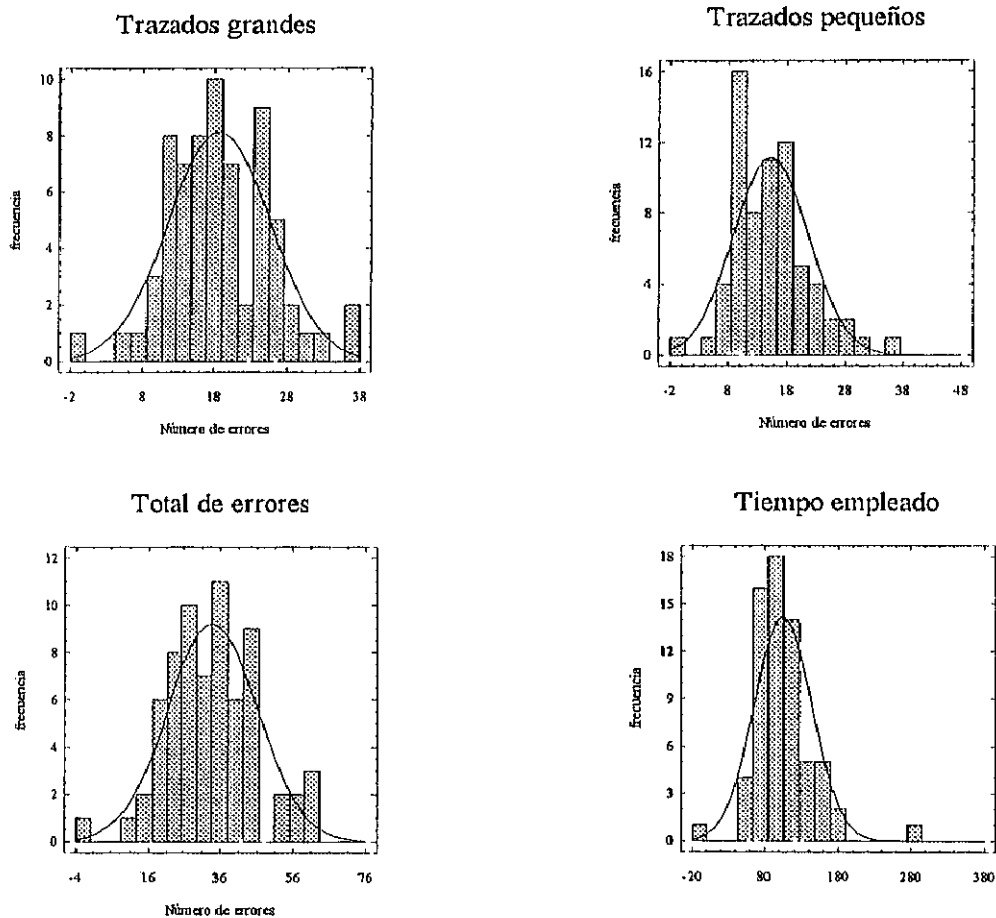 Trazados grandes
frecuencia
10
8
6
4
2
0
-2 8 18 28 38
Número de errores
Trazados pequeños
frecuencia
16
12
8
4
0
-2 8 18 28 38 48
Número de errores
Total de errores
frecuencia
12
10
8
6
4
2
0
-4 16 36 56 76
Número de errores
Tiempo empleado
frecuencia
18
15
12
9
6
3
0
-20 80 180 280 380